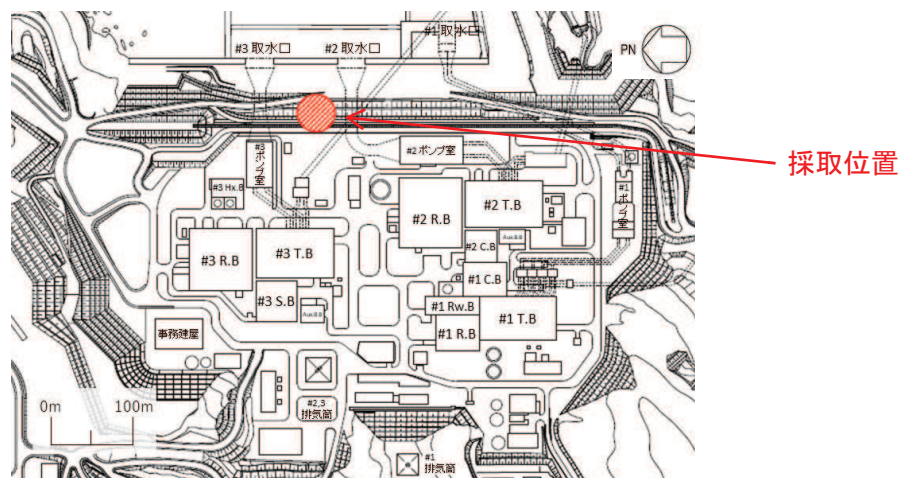 #1 取水口
#3 取水口
#2 取水口
PN
採取位置
#3
ポンプ室
#2 ポンプ室
#3 Hx.B
#1
ポンプ室
#2 R.B
#2 T.B
#2 C.B
Aux.B.B
#3 R.B
#3 T.B
#1 C.B
#3 S.B
Aux.B.B
#1 Rw.B
#1 R.B
#1 T.B
事務建屋
0m
100m
#2,3
排気筒
#1
排気筒